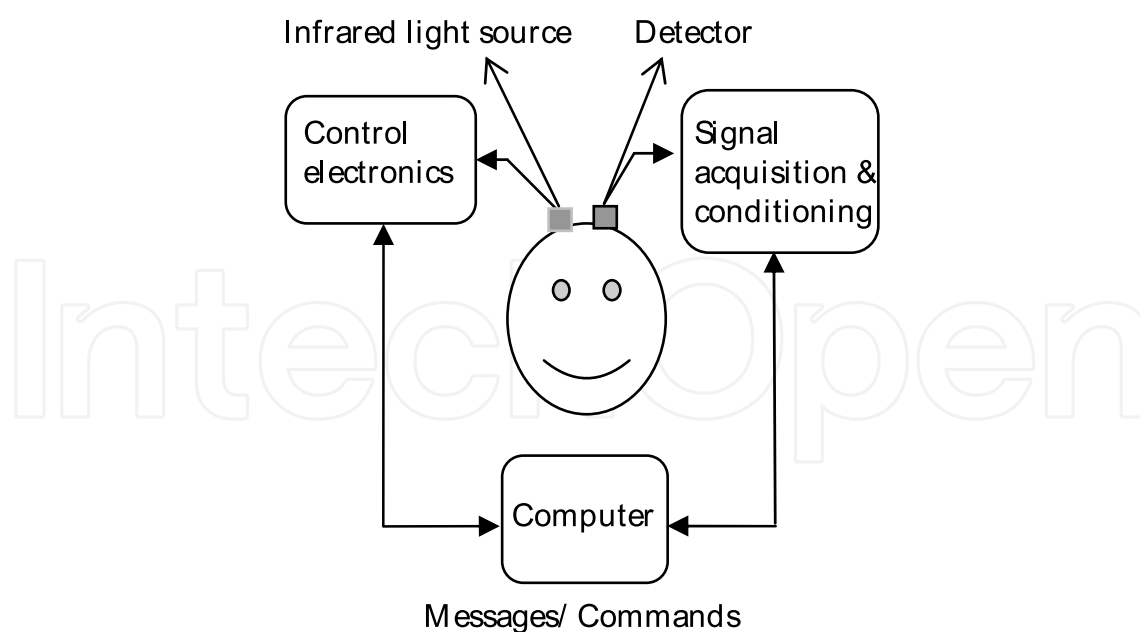 Infrared light source
Detector
Control
electronics
Signal
acquisition &
conditioning
IntechOpen
Computer
Messages/ Commands